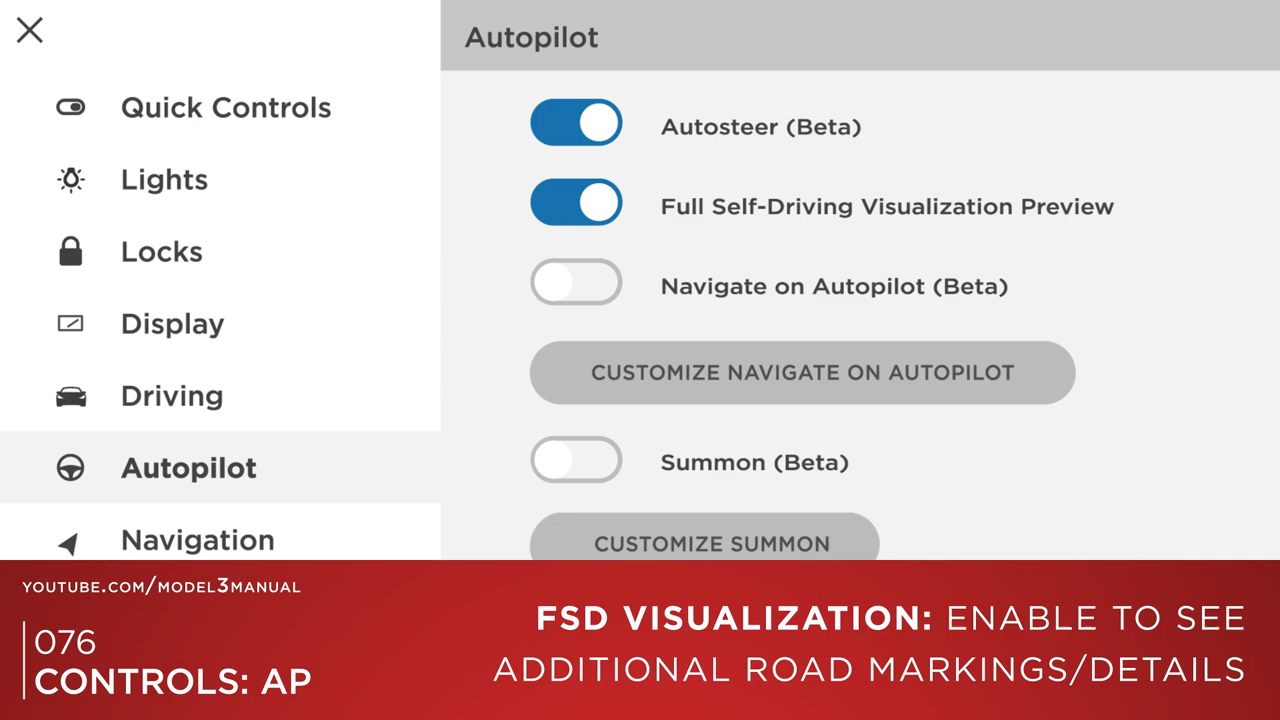 Quick Controls
Lights
Locks
Display
Driving
Autopilot
Navigation
Autopilot
Autosteer (Beta)
Full Self-Driving Visualization Preview
Navigate on Autopilot (Beta)
CUSTOMIZE NAVIGATE ON AUTOPILOT
Summon (Beta)
CUSTOMIZE SUMMON
YOUTUBE.COM/MODEL3MANUAL
076
CONTROLS: AP
FSD VISUALIZATION: ENABLE TO SEE
ADDITIONAL ROAD MARKINGS/DETAILS